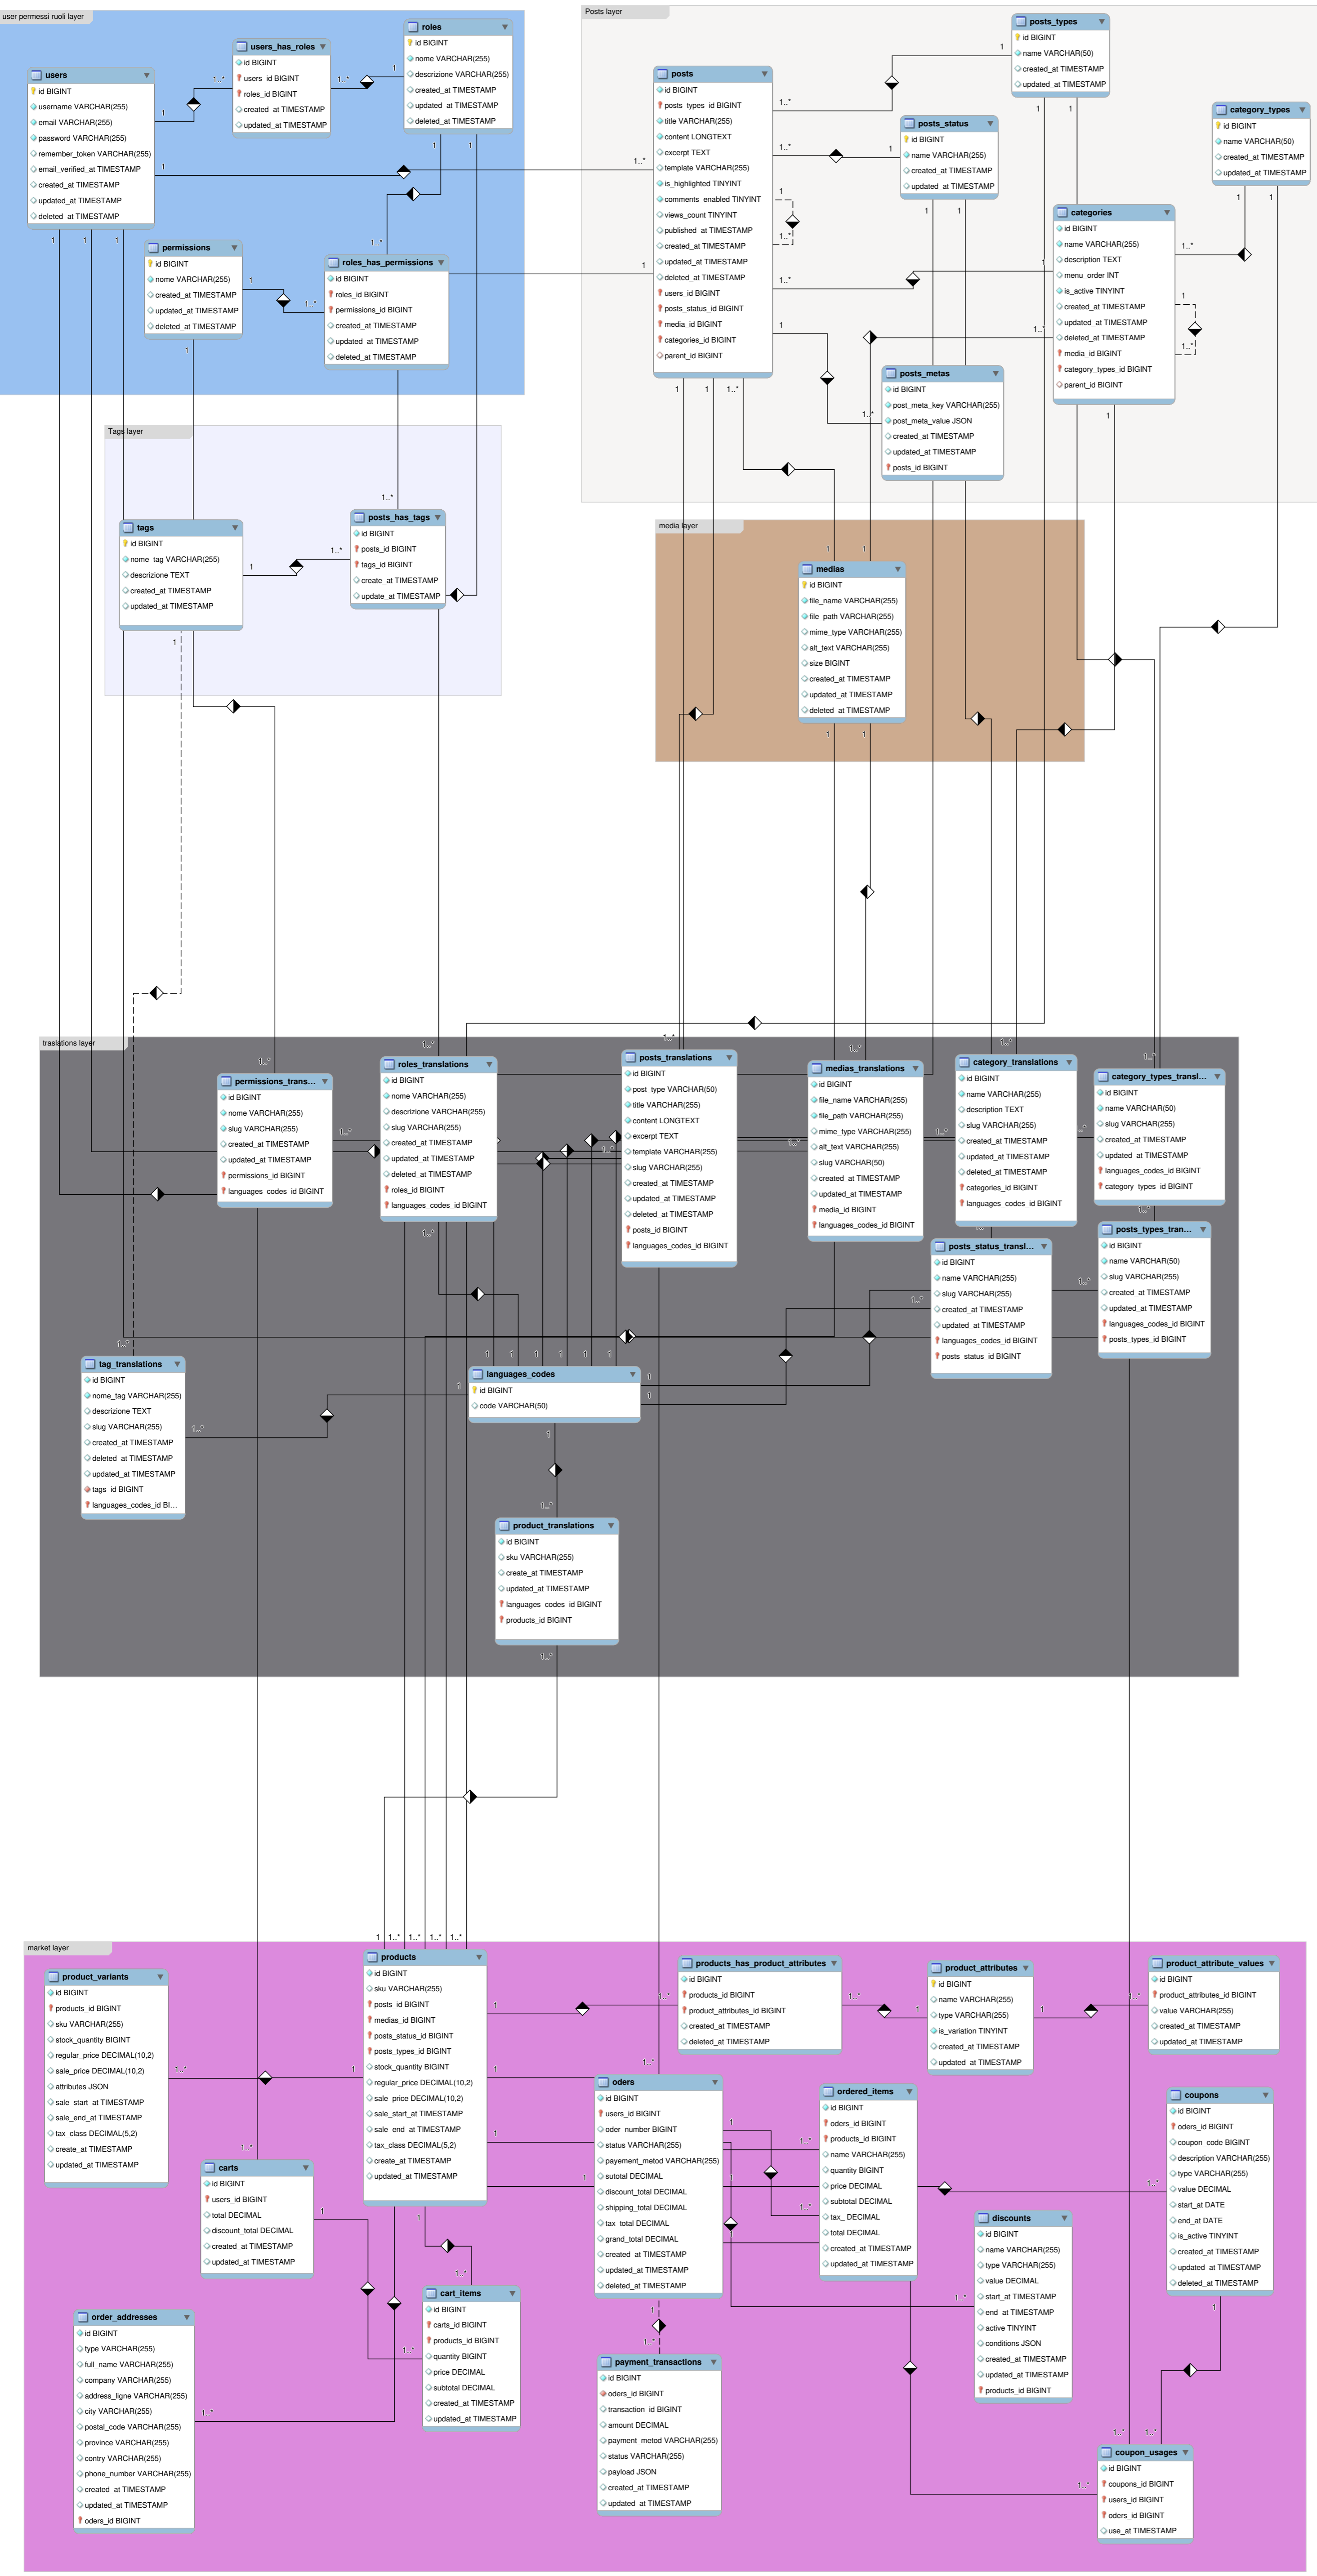 user permessi ruoli layer
users
id BIGINT
username VARCHAR(255)
email VARCHAR(255)
password VARCHAR(255)
remember_token VARCHAR(255)
email_verified_at TIMESTAMP
created_at TIMESTAMP
updated_at TIMESTAMP
deleted_at TIMESTAMP
users_has_roles
id BIGINT
users_id BIGINT
roles_id BIGINT
created_at TIMESTAMP
updated_at TIMESTAMP
roles
id BIGINT
nome VARCHAR(255)
descrizione VARCHAR(255)
created_at TIMESTAMP
updated_at TIMESTAMP
deleted_at TIMESTAMP
permissions
id BIGINT
nome VARCHAR(255)
created_at TIMESTAMP
updated_at TIMESTAMP
deleted_at TIMESTAMP
roles_has_permissions
id BIGINT
roles_id BIGINT
permissions_id BIGINT
created_at TIMESTAMP
updated_at TIMESTAMP
deleted_at TIMESTAMP
Posts layer
posts
id BIGINT
posts_types_id BIGINT
title VARCHAR(255)
content LONGTEXT
excerpt TEXT
template VARCHAR(255)
is_highlighted TINYINT
comments_enabled TINYINT
views_count TINYINT
published_at TIMESTAMP
created_at TIMESTAMP
updated_at TIMESTAMP
deleted_at TIMESTAMP
users_id BIGINT
posts_status_id BIGINT
media_id BIGINT
categories_id BIGINT
parent_id BIGINT
posts_types
id BIGINT
name VARCHAR(50)
created_at TIMESTAMP
updated_at TIMESTAMP
posts_status
id BIGINT
name VARCHAR(255)
created_at TIMESTAMP
updated_at TIMESTAMP
category_types
id BIGINT
name VARCHAR(50)
created_at TIMESTAMP
updated_at TIMESTAMP
categories
id BIGINT
name VARCHAR(255)
description TEXT
menu_order INT
is_active TINYINT
created_at TIMESTAMP
updated_at TIMESTAMP
deleted_at TIMESTAMP
media_id BIGINT
category_types_id BIGINT
parent_id BIGINT
posts_metas
id BIGINT
post_meta_key VARCHAR(255)
post_meta_value JSON
created_at TIMESTAMP
updated_at TIMESTAMP
posts_id BIGINT
Tags layer
tags
id BIGINT
nome_tag VARCHAR(255)
descrizione TEXT
created_at TIMESTAMP
updated_at TIMESTAMP
posts_has_tags
id BIGINT
posts_id BIGINT
tags_id BIGINT
create_at TIMESTAMP
update_at TIMESTAMP
media layer
medias
id BIGINT
file_name VARCHAR(255)
file_path VARCHAR(255)
mime_type VARCHAR(255)
alt_text VARCHAR(255)
size BIGINT
created_at TIMESTAMP
updated_at TIMESTAMP
deleted_at TIMESTAMP
traslations layer
permissions_trans...
id BIGINT
nome VARCHAR(255)
slug VARCHAR(255)
created_at TIMESTAMP
updated_at TIMESTAMP
permissions_id BIGINT
languages_codes_id BIGINT
roles_translations
id BIGINT
nome VARCHAR(255)
descrizione VARCHAR(255)
slug VARCHAR(255)
created_at TIMESTAMP
updated_at TIMESTAMP
deleted_at TIMESTAMP
roles_id BIGINT
languages_codes_id BIGINT
posts_translations
id BIGINT
post_type VARCHAR(50)
title VARCHAR(255)
content LONGTEXT
excerpt TEXT
template VARCHAR(255)
slug VARCHAR(255)
created_at TIMESTAMP
updated_at TIMESTAMP
deleted_at TIMESTAMP
posts_id BIGINT
languages_codes_id BIGINT
medias_translations
id BIGINT
file_name VARCHAR(255)
file_path VARCHAR(255)
mime_type VARCHAR(255)
alt_text VARCHAR(255)
slug VARCHAR(50)
created_at TIMESTAMP
updated_at TIMESTAMP
media_id BIGINT
languages_codes_id BIGINT
category_translations
id BIGINT
name VARCHAR(255)
description TEXT
slug VARCHAR(255)
created_at TIMESTAMP
updated_at TIMESTAMP
deleted_at TIMESTAMP
categories_id BIGINT
languages_codes_id BIGINT
category_types_transl...
id BIGINT
name VARCHAR(50)
slug VARCHAR(255)
created_at TIMESTAMP
updated_at TIMESTAMP
languages_codes_id BIGINT
category_types_id BIGINT
posts_status_transl...
id BIGINT
name VARCHAR(255)
slug VARCHAR(255)
created_at TIMESTAMP
updated_at TIMESTAMP
languages_codes_id BIGINT
posts_status_id BIGINT
posts_types_tran...
id BIGINT
name VARCHAR(50)
slug VARCHAR(255)
created_at TIMESTAMP
updated_at TIMESTAMP
languages_codes_id BIGINT
posts_types_id BIGINT
tag_translations
id BIGINT
nome_tag VARCHAR(255)
descrizione TEXT
slug VARCHAR(255)
created_at TIMESTAMP
deleted_at TIMESTAMP
updated_at TIMESTAMP
tags_id BIGINT
languages_codes_id BI...
languages_codes
id BIGINT
code VARCHAR(50)
product_translations
id BIGINT
sku VARCHAR(255)
create_at TIMESTAMP
updated_at TIMESTAMP
languages_codes_id BIGINT
products_id BIGINT
market layer
product_variants
id BIGINT
products_id BIGINT
sku VARCHAR(255)
stock_quantity BIGINT
regular_price DECIMAL(10,2)
sale_price DECIMAL(10,2)
attributes JSON
sale_start_at TIMESTAMP
sale_end_at TIMESTAMP
tax_class DECIMAL(5,2)
create_at TIMESTAMP
updated_at TIMESTAMP
products
id BIGINT
sku VARCHAR(255)
posts_id BIGINT
medias_id BIGINT
posts_status_id BIGINT
posts_types_id BIGINT
stock_quantity BIGINT
regular_price DECIMAL(10,2)
sale_price DECIMAL(10,2)
sale_start_at TIMESTAMP
sale_end_at TIMESTAMP
tax_class DECIMAL(5,2)
create_at TIMESTAMP
updated_at TIMESTAMP
products_has_product_attributes
id BIGINT
products_id BIGINT
product_attributes_id BIGINT
created_at TIMESTAMP
deleted_at TIMESTAMP
product_attributes
id BIGINT
name VARCHAR(255)
type VARCHAR(255)
is_variation TINYINT
created_at TIMESTAMP
updated_at TIMESTAMP
product_attribute_values
id BIGINT
product_attributes_id BIGINT
value VARCHAR(255)
created_at TIMESTAMP
updated_at TIMESTAMP
carts
id BIGINT
users_id BIGINT
total DECIMAL
discount_total DECIMAL
created_at TIMESTAMP
updated_at TIMESTAMP
oders
id BIGINT
users_id BIGINT
oder_number BIGINT
status VARCHAR(255)
payement_metod VARCHAR(255)
sutotal DECIMAL
discount_total DECIMAL
shipping_total DECIMAL
tax_total DECIMAL
grand_total DECIMAL
created_at TIMESTAMP
updated_at TIMESTAMP
deleted_at TIMESTAMP
ordered_items
id BIGINT
oders_id BIGINT
products_id BIGINT
name VARCHAR(255)
quantity BIGINT
price DECIMAL
subtotal DECIMAL
tax_ DECIMAL
total DECIMAL
created_at TIMESTAMP
updated_at TIMESTAMP
coupons
id BIGINT
oders_id BIGINT
coupon_code BIGINT
description VARCHAR(255)
type VARCHAR(255)
value DECIMAL
start_at DATE
end_at DATE
is_active TINYINT
created_at TIMESTAMP
updated_at TIMESTAMP
deleted_at TIMESTAMP
discounts
id BIGINT
name VARCHAR(255)
type VARCHAR(255)
value DECIMAL
start_at TIMESTAMP
end_at TIMESTAMP
active TINYINT
conditions JSON
created_at TIMESTAMP
updated_at TIMESTAMP
products_id BIGINT
cart_items
id BIGINT
carts_id BIGINT
products_id BIGINT
quantity BIGINT
price DECIMAL
subtotal DECIMAL
created_at TIMESTAMP
updated_at TIMESTAMP
order_addresses
id BIGINT
type VARCHAR(255)
full_name VARCHAR(255)
company VARCHAR(255)
address_ligne VARCHAR(255)
city VARCHAR(255)
postal_code VARCHAR(255)
province VARCHAR(255)
contry VARCHAR(255)
phone_number VARCHAR(255)
created_at TIMESTAMP
updated_at TIMESTAMP
oders_id BIGINT
payment_transactions
id BIGINT
oders_id BIGINT
transaction_id BIGINT
amount DECIMAL
payment_metod VARCHAR(255)
status VARCHAR(255)
payload JSON
created_at TIMESTAMP
updated_at TIMESTAMP
coupon_usages
id BIGINT
coupons_id BIGINT
users_id BIGINT
oders_id BIGINT
use_at TIMESTAMP